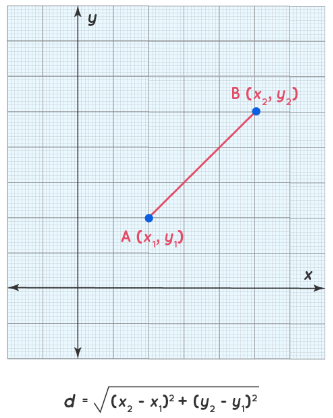 y
B (x₂, y₂)
A (x₁, y₁)
x
d = √(x₂ - x₁)² + (y₂ - y₁)²